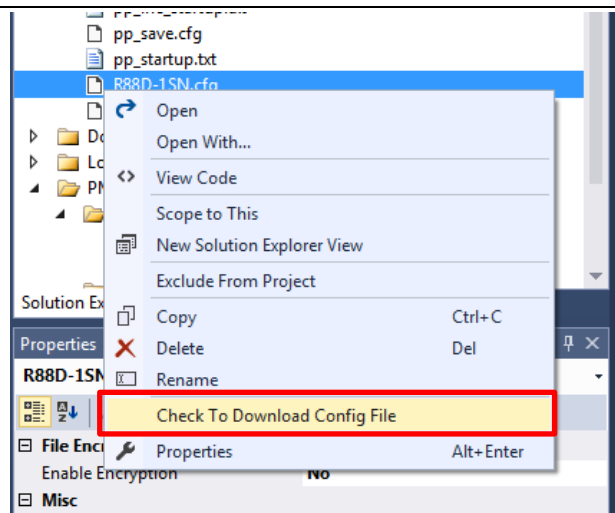 pp_save.cfg
pp_startup.txt
R88D-1SN.cfg
Open
Open With...
View Code
Scope to This
New Solution Explorer View
Exclude From Project
Solution Ex
Copy Ctrl+C
Properties
Delete Del
R88D-1SN
Rename
Check To Download Config File
File Encr
Properties Alt+Enter
Enable Encryption No
Misc